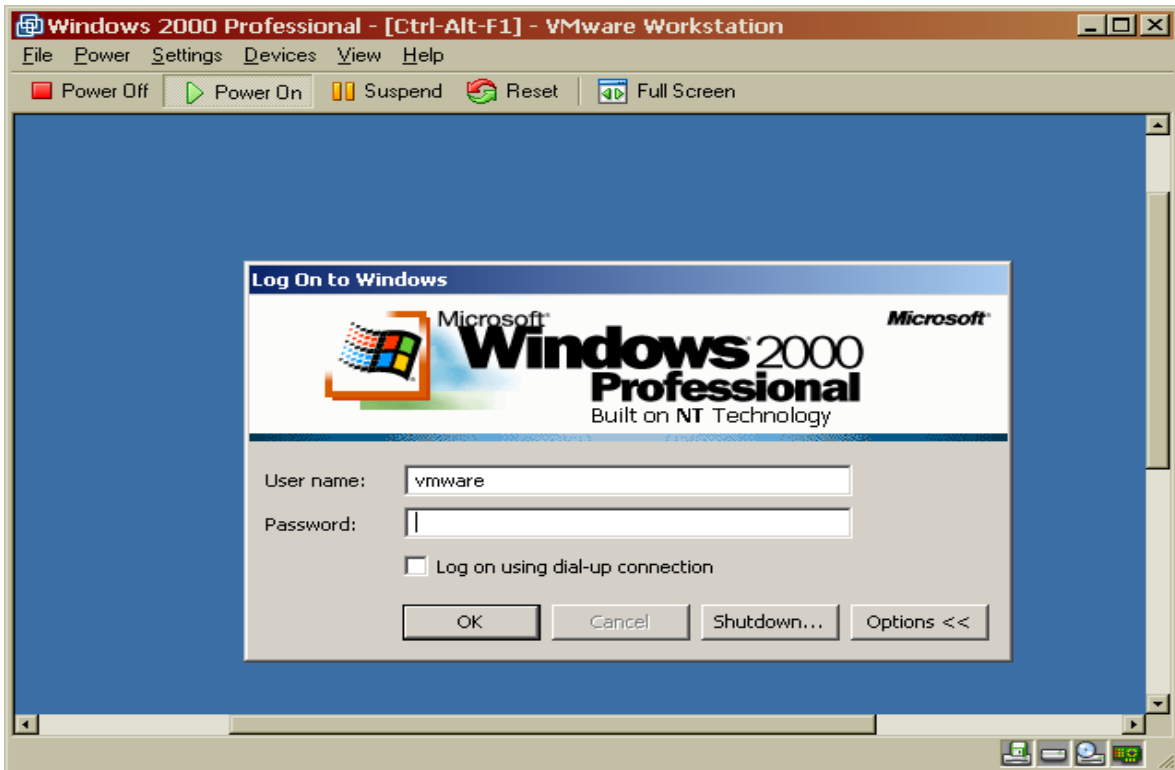 Windows 2000 Professional - [Ctrl-Alt-F1] - VMware Workstation
File Power Settings Devices View Help
Power Off Power On Suspend Reset Full Screen
Log On to Windows
Microsoft
Microsoft
Windows 2000
Professional
Built on NT Technology
User name: vmware
Password:
Log on using dial-up connection
OK Cancel Shutdown... Options <<